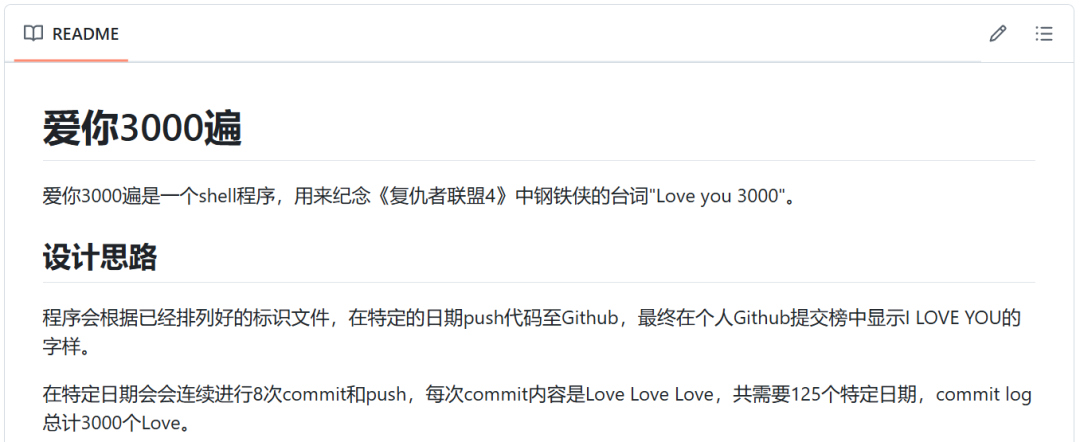 README
爱你3000遍
爱你3000遍是一个shell程序，用来纪念《复仇者联盟4》中钢铁侠的台词"Love you 3000"。
设计思路
程序会根据已经排列好的标识文件，在特定的日期push代码至Github，最终在个人Github提交榜中显示I LOVE YOU的
字样。
在特定日期会会连续进行8次commit和push，每次commit内容是Love Love Love，共需要125个特定日期，commit log
总计3000个Love。